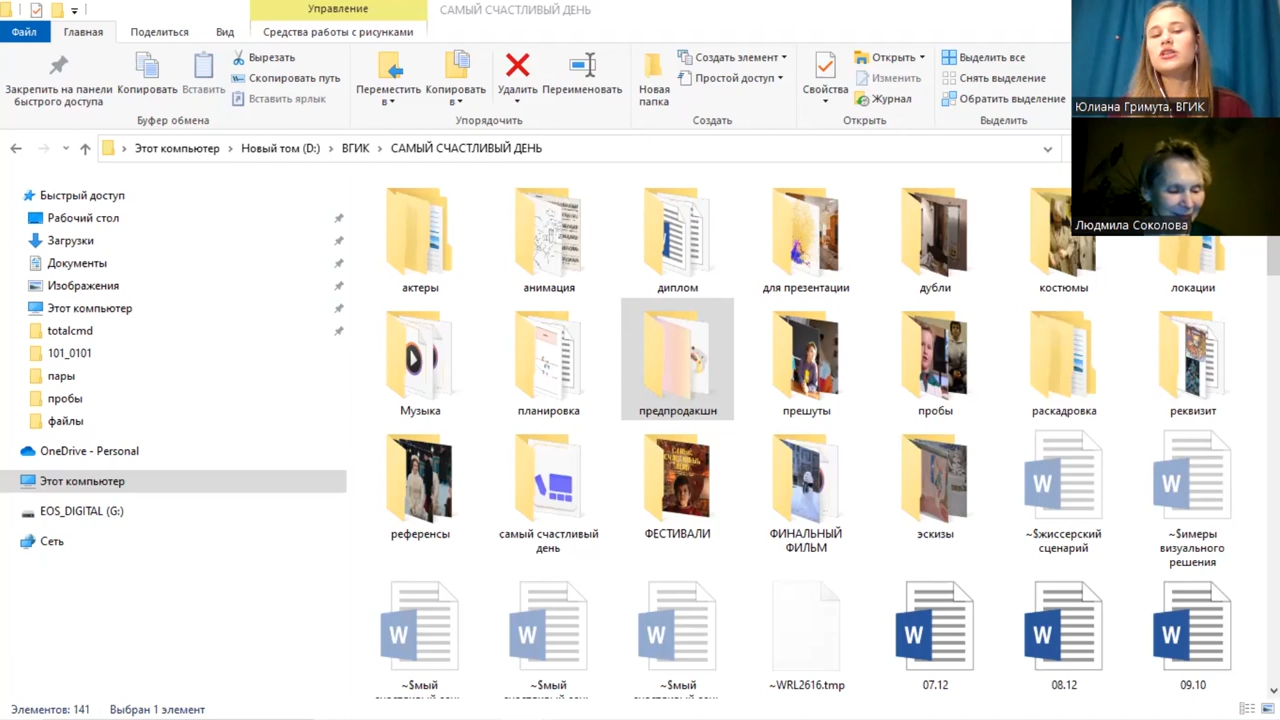 Управление
САМЫЙ СЧАСТЛИВЫЙ ДЕНЬ
Файл
Главная
Поделиться
Вид
Средства работы с рисунками
Закрепить на панели
быстрого доступа
Копировать
Вставить
Вырезать
Скопировать путь
Вставить ярлык
Буфер обмена
Переместить
в
Копировать
в
Удалить
Переименовать
Упорядочить
Новая
папка
Создать элемент
Простой доступ
Создать
Свойства
Открыть
Изменить
Журнал
Открыть
Выделить все
Снять выделение
Обратить выделение
Выделить
Юлиана Гримута. ВГИК
Людмила Соколова
Этот компьютер
Новый том (D:)
ВГИК
САМЫЙ СЧАСТЛИВЫЙ ДЕНЬ
Быстрый доступ
Рабочий стол
Загрузки
Документы
Изображения
Этот компьютер
totalcmd
101_0101
пары
пробы
файлы
OneDrive - Personal
Этот компьютер
EOS_DIGITAL (G:)
Сеть
актеры
анимация
диплом
для презентации
дубли
костюмы
локации
Музыка
планировка
предпродакшн
прешуты
пробы
раскадровка
реквизит
референсы
самый счастливый
день
ФЕСТИВАЛИ
ФИНАЛЬНЫЙ
ФИЛЬМ
эскизы
~$жиссерский
сценарий
~$имеры
визуального
решения
~$мый
~$мый
~$мый
~WRL2616.tmp
07.12
08.12
09.10
Элементов: 141
Выбран 1 элемент